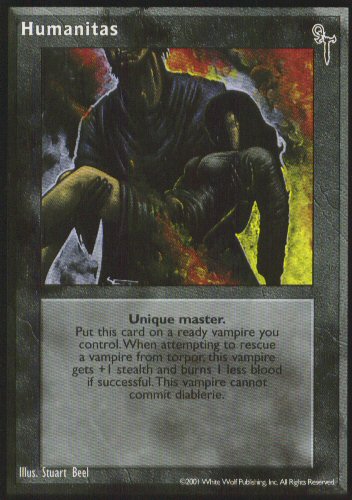 Humanitas
Unique master.
Put this card on a ready vampire you
control. When attempting to rescue
a vampire from torpor, this vampire
gets +1 stealth and burns 1 less blood
if successful. This vampire cannot
commit diablerie.
Illus. Stuart Beel
©2001 White Wolf Publishing, Inc. All Rights Reserved.